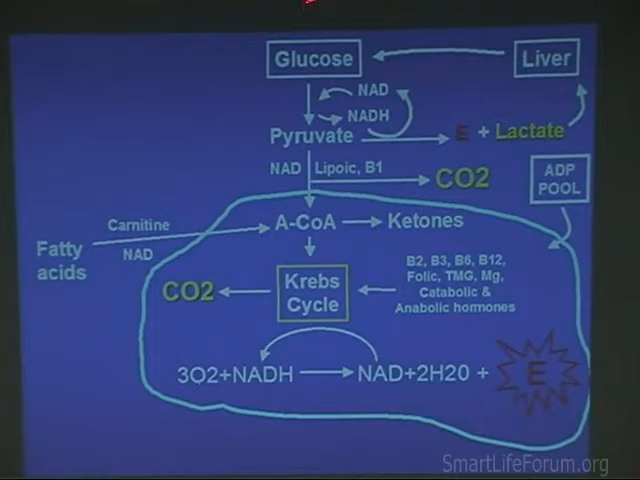 Glucose
Liver
NAD
NADH
Pyruvate
E + Lactate
NAD
Lipoic, B1
CO2
ADP
POOL
Carnitine
A-CoA
Ketones
Fatty
acids
NAD
B2, B3, B6, B12,
Folic, TMG, Mg,
Catabolic &
Anabolic hormones
Krebs
Cycle
CO2
3O2+NADH
NAD+2H2O +
E
SmartLifeForum.org